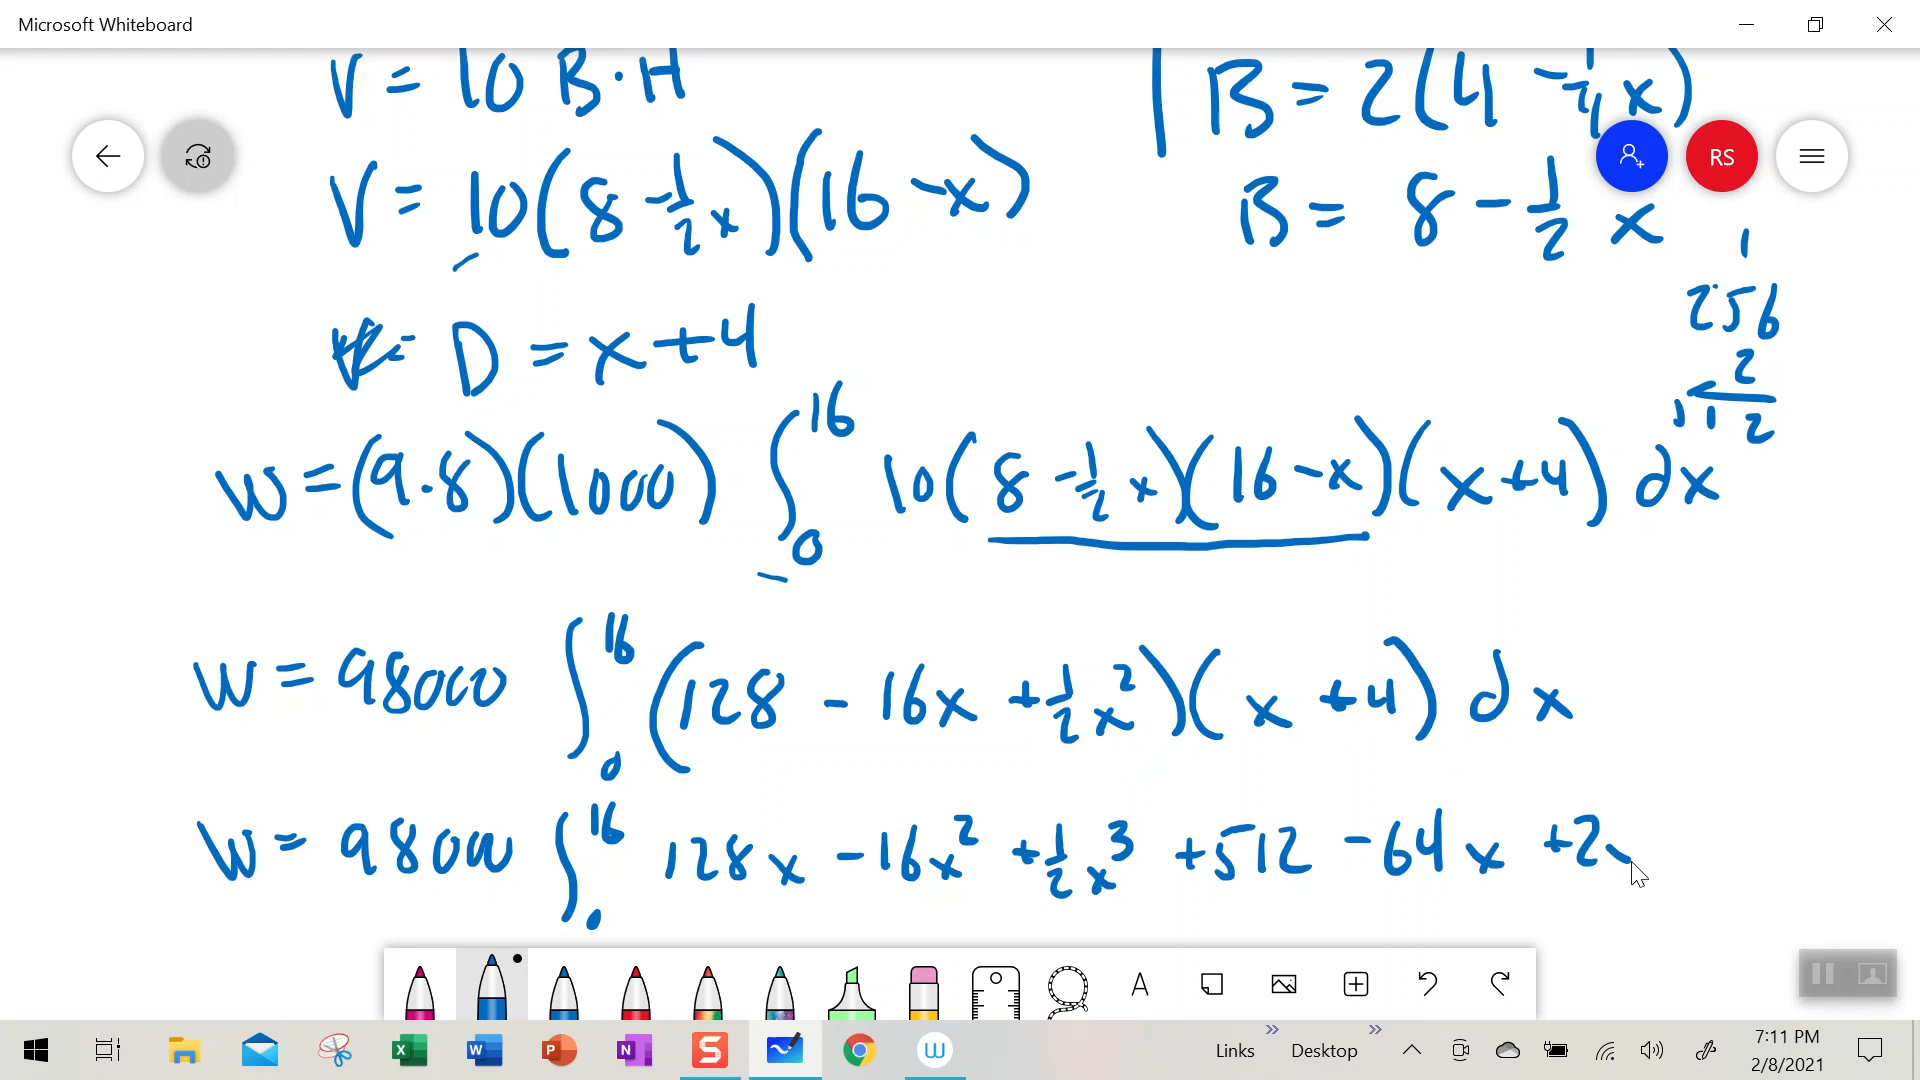 Microsoft Whiteboard
V = 10 B · H
B = 2(4 - 1/4 x)
V = 10(8 - 1/2 x)(16 - x)
B = 8 - 1/2 x
RS
1
256
2
112
D = x + 4
W = (9.8)(1000) ∫₀¹⁶ 10(8 - 1/2 x)(16 - x)(x + 4) dx
W = 98000 ∫₀¹⁶ (128 - 16x + 1/2 x²)(x + 4) dx
W = 98000 ∫₀¹⁶ 128x - 16x² + 1/2 x³ + 512 - 64x + 2
A
Links
Desktop
7:11 PM
2/8/2021